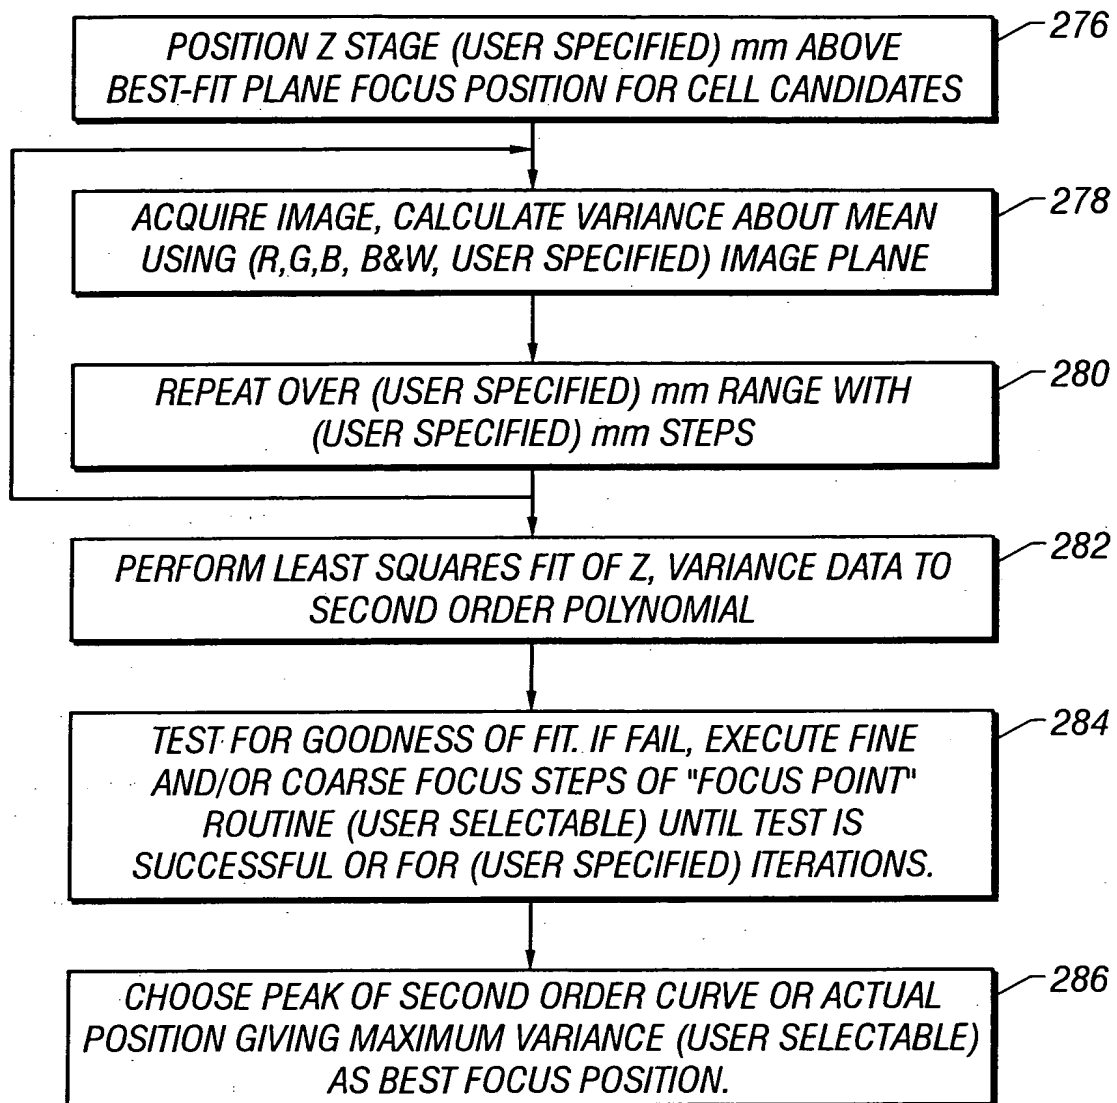 276
POSITION Z STAGE (USER SPECIFIED) mm ABOVE
BEST-FIT PLANE FOCUS POSITION FOR CELL CANDIDATES
278
ACQUIRE IMAGE, CALCULATE VARIANCE ABOUT MEAN
USING (R,G,B, B&W, USER SPECIFIED) IMAGE PLANE
280
REPEAT OVER (USER SPECIFIED) mm RANGE WITH
(USER SPECIFIED) mm STEPS
282
PERFORM LEAST SQUARES FIT OF Z, VARIANCE DATA TO
SECOND ORDER POLYNOMIAL
284
TEST FOR GOODNESS OF FIT. IF FAIL, EXECUTE FINE
AND/OR COARSE FOCUS STEPS OF "FOCUS POINT"
ROUTINE (USER SELECTABLE) UNTIL TEST IS
SUCCESSFUL OR FOR (USER SPECIFIED) ITERATIONS.
286
CHOOSE PEAK OF SECOND ORDER CURVE OR ACTUAL
POSITION GIVING MAXIMUM VARIANCE (USER SELECTABLE)
AS BEST FOCUS POSITION.